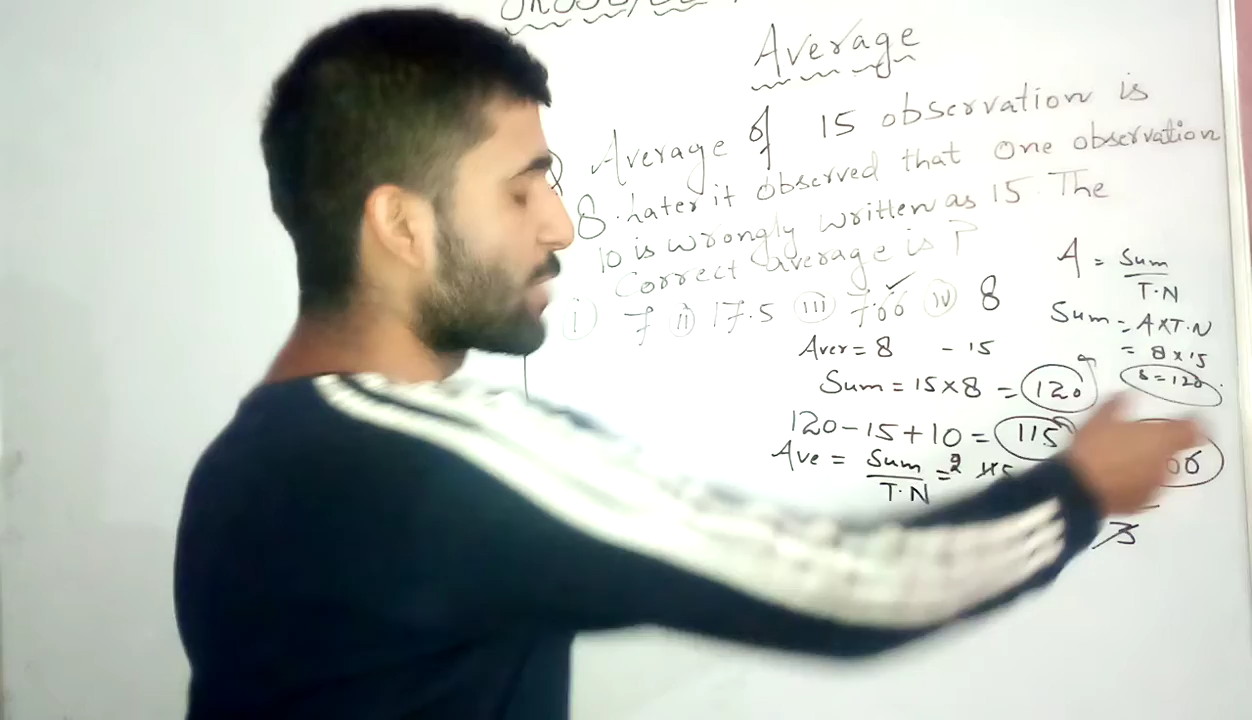 Average
Q Average of 15 observation is
8. hater it observed that One observation
10 is wrongly written as 15. The
Correct average is ?
(i) 7 (ii) 17.5 (iii) 7.66 ✓ (iv) 8
A = Sum / T.N
Sum = A×T.N
= 8×15
s = 120
Aver = 8 - 15
Sum = 15×8 = 120
120-15+10 = 115
Ave = Sum / T.N =